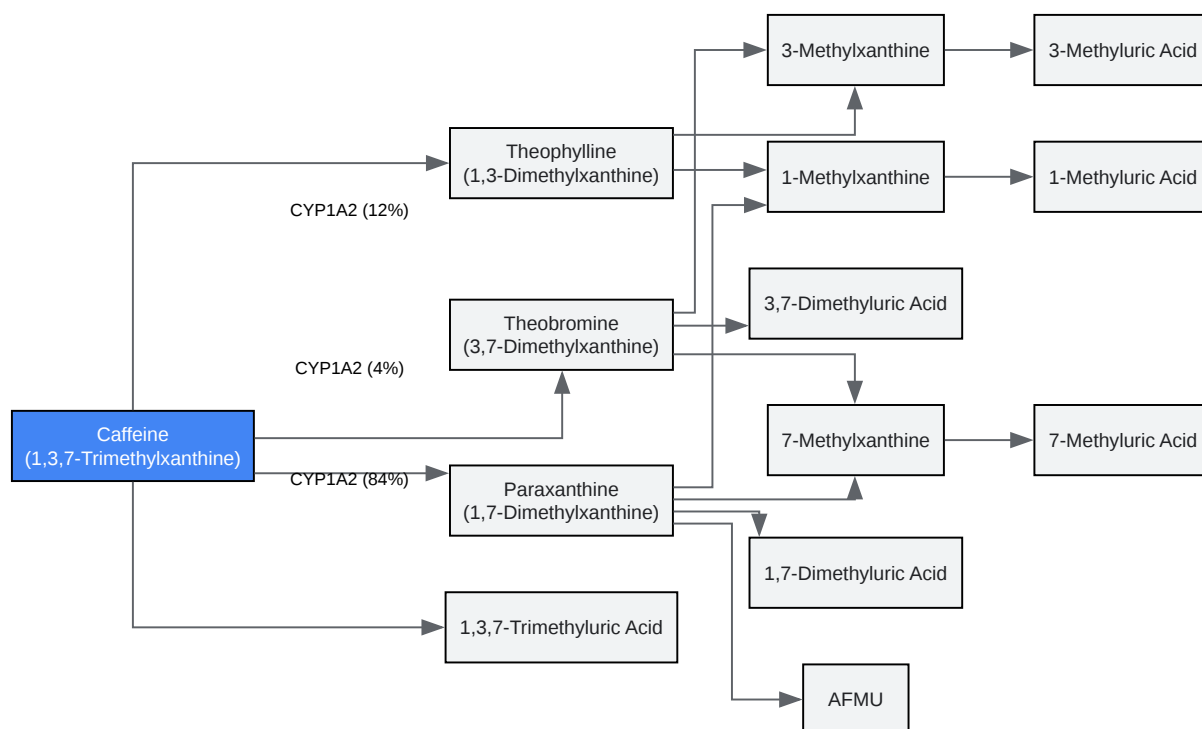 3-Methylxanthine
3-Methyluric Acid
Theophylline
(1,3-Dimethylxanthine)
1-Methylxanthine
1-Methyluric Acid
CYP1A2 (12%)
Theobromine
(3,7-Dimethylxanthine)
3,7-Dimethyluric Acid
CYP1A2 (4%)
Caffeine
(1,3,7-Trimethylxanthine)
7-Methylxanthine
7-Methyluric Acid
CYP1A2 (84%)
Paraxanthine
(1,7-Dimethylxanthine)
1,7-Dimethyluric Acid
1,3,7-Trimethyluric Acid
AFMU